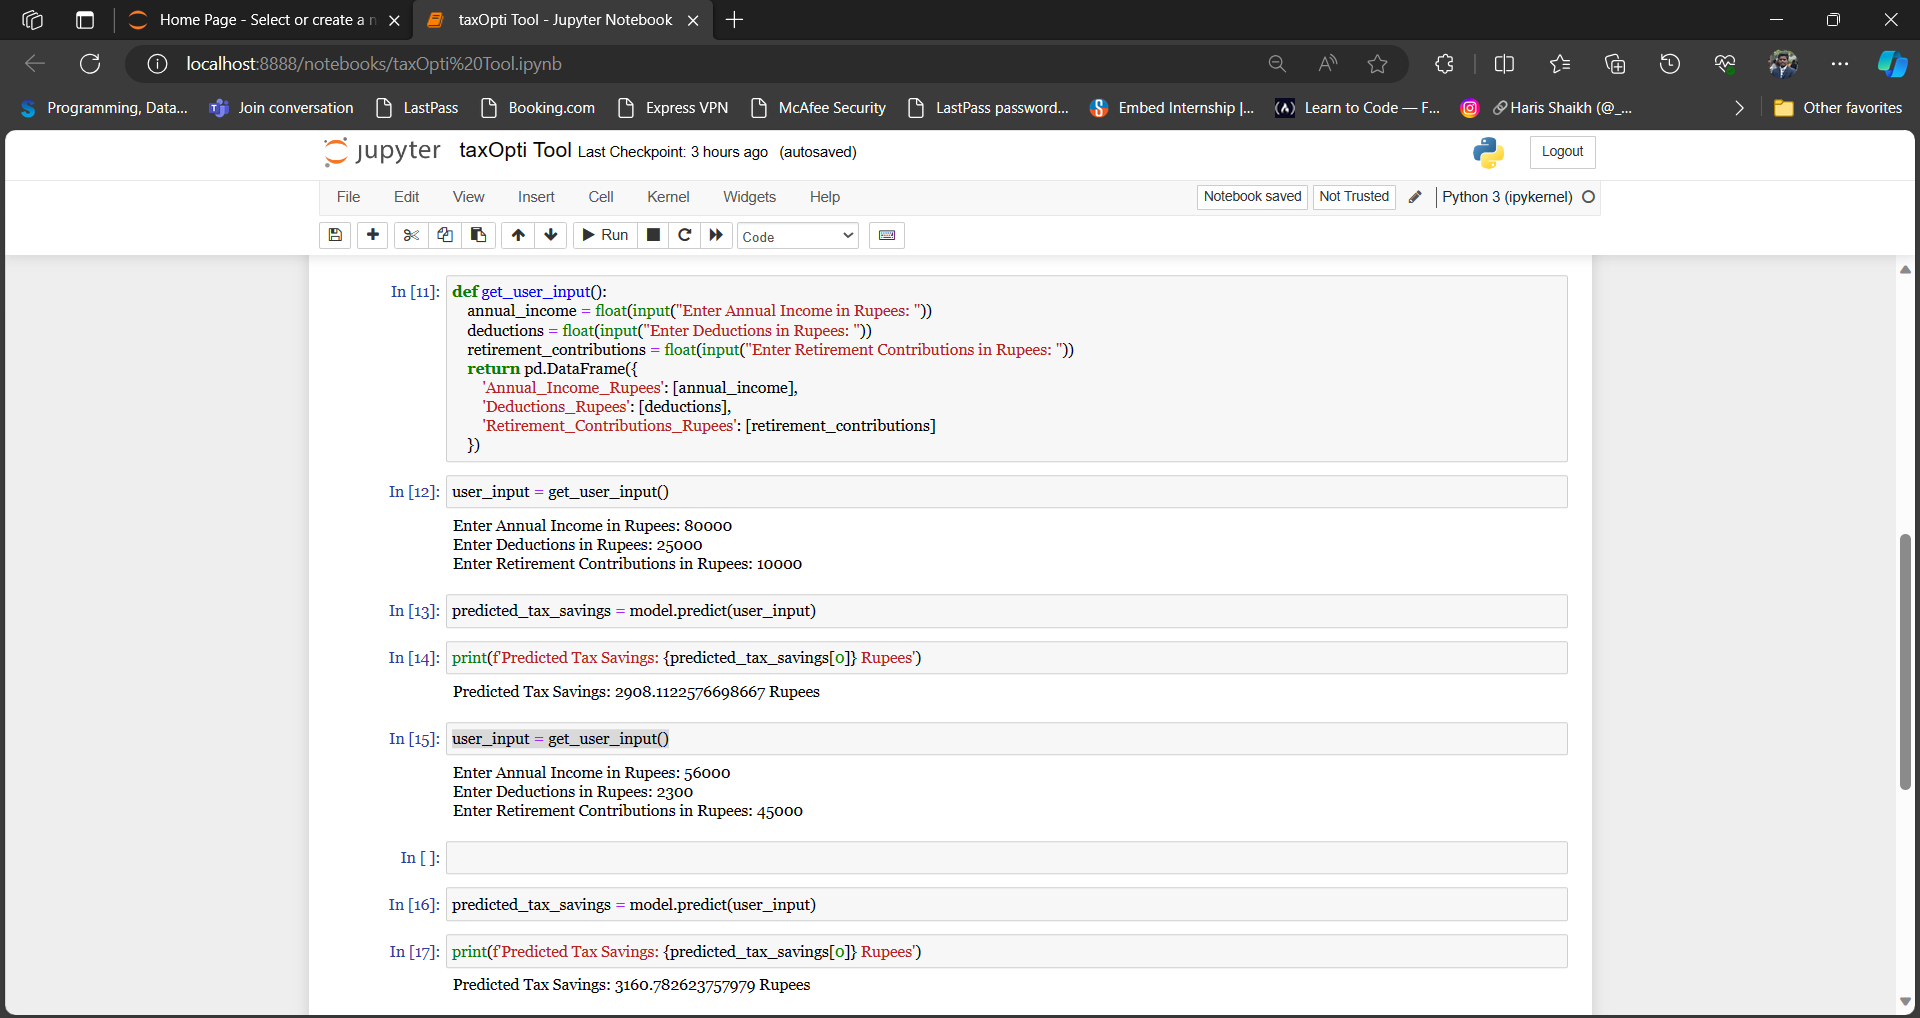 Home Page - Select or create a n
taxOpti Tool - Jupyter Notebook
localhost:8888/notebooks/taxOpti%20Tool.ipynb
Programming, Data...
Join conversation
LastPass
Booking.com
Express VPN
McAfee Security
LastPass password...
Embed Internship |...
Learn to Code — F...
Haris Shaikh (@_...
Other favorites
jupyter taxOpti Tool Last Checkpoint: 3 hours ago (autosaved)
Logout
File Edit View Insert Cell Kernel Widgets Help
Notebook saved Not Trusted Python 3 (ipykernel)
Run Code
In [11]: def get_user_input():
annual_income = float(input("Enter Annual Income in Rupees: "))
deductions = float(input("Enter Deductions in Rupees: "))
retirement_contributions = float(input("Enter Retirement Contributions in Rupees: "))
return pd.DataFrame({
'Annual_Income_Rupees': [annual_income],
'Deductions_Rupees': [deductions],
'Retirement_Contributions_Rupees': [retirement_contributions]
})
In [12]: user_input = get_user_input()
Enter Annual Income in Rupees: 80000
Enter Deductions in Rupees: 25000
Enter Retirement Contributions in Rupees: 10000
In [13]: predicted_tax_savings = model.predict(user_input)
In [14]: print(f'Predicted Tax Savings: {predicted_tax_savings[0]} Rupees')
Predicted Tax Savings: 2908.1122576698667 Rupees
In [15]: user_input = get_user_input()
Enter Annual Income in Rupees: 56000
Enter Deductions in Rupees: 2300
Enter Retirement Contributions in Rupees: 45000
In [ ]:
In [16]: predicted_tax_savings = model.predict(user_input)
In [17]: print(f'Predicted Tax Savings: {predicted_tax_savings[0]} Rupees')
Predicted Tax Savings: 3160.782623757979 Rupees